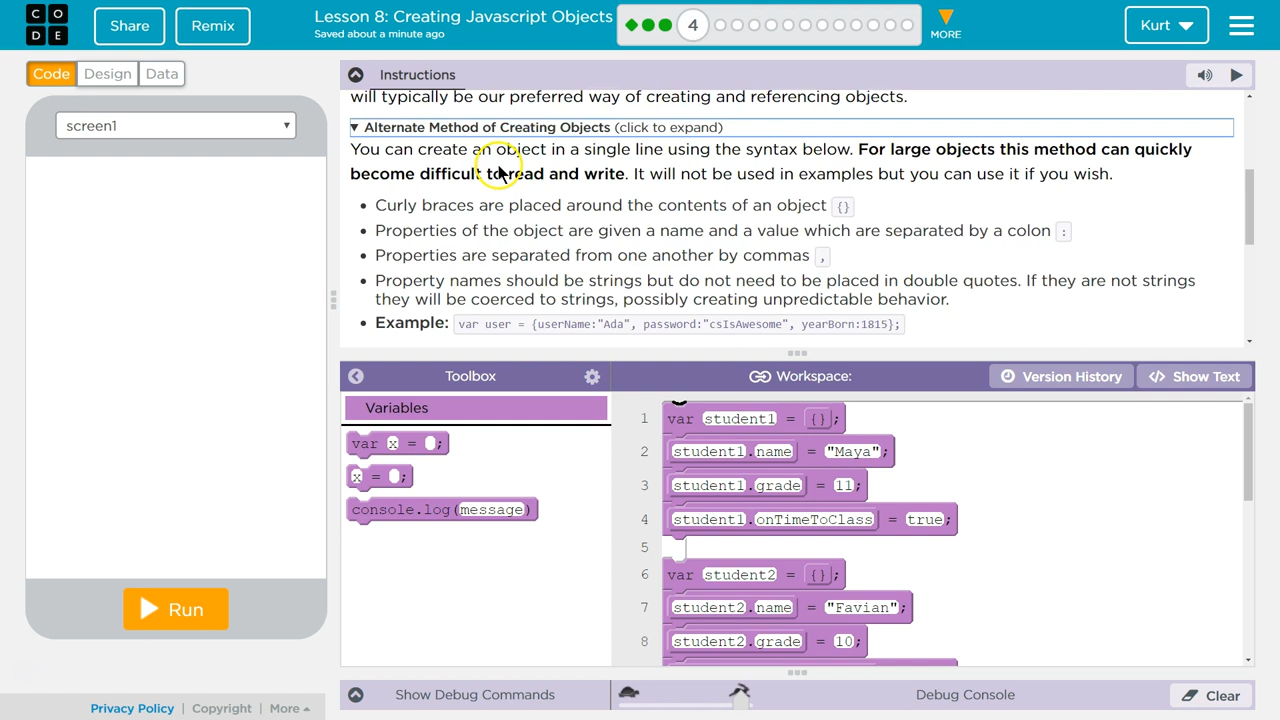 CODE
Share
Remix
Lesson 8: Creating Javascript Objects
Saved about a minute ago
4
MORE
Kurt
Code
Design
Data
Instructions
screen1
will typically be our preferred way of creating and referencing objects.
Alternate Method of Creating Objects (click to expand)
You can create an object in a single line using the syntax below. For large objects this method can quickly
become difficult to read and write. It will not be used in examples but you can use it if you wish.
• Curly braces are placed around the contents of an object {}
• Properties of the object are given a name and a value which are separated by a colon :
• Properties are separated from one another by commas ,
• Property names should be strings but do not need to be placed in double quotes. If they are not strings
they will be coerced to strings, possibly creating unpredictable behavior.
• Example: var user = {userName:"Ada", password:"csIsAwesome", yearBorn:1815};
Toolbox
Workspace:
Version History
Show Text
Variables
var x = ;
x = ;
console.log(message)
1 var student1 = {};
2 student1.name = "Maya";
3 student1.grade = 11;
4 student1.onTimeToClass = true;
5
6 var student2 = {};
7 student2.name = "Favian";
8 student2.grade = 10;
Run
Show Debug Commands
Debug Console
Clear
Privacy Policy | Copyright | More